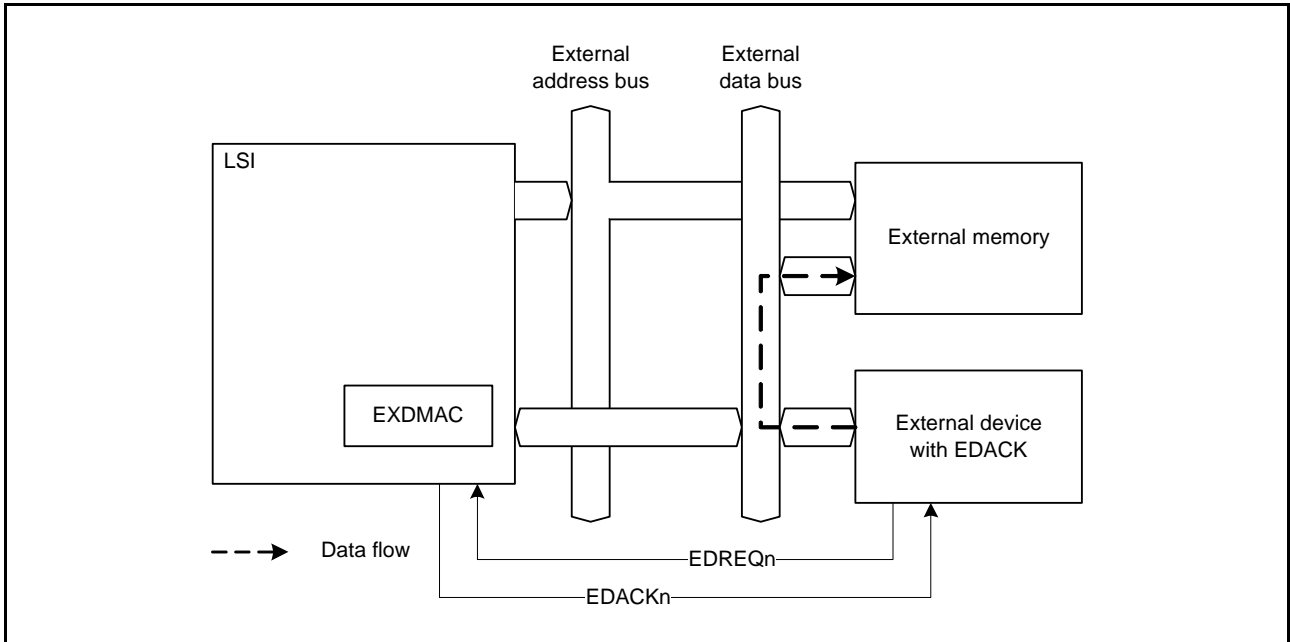 External
address bus
External
data bus
LSI
External memory
EXDMAC
External device
with EDACK
Data flow
EDREQn
EDACKn